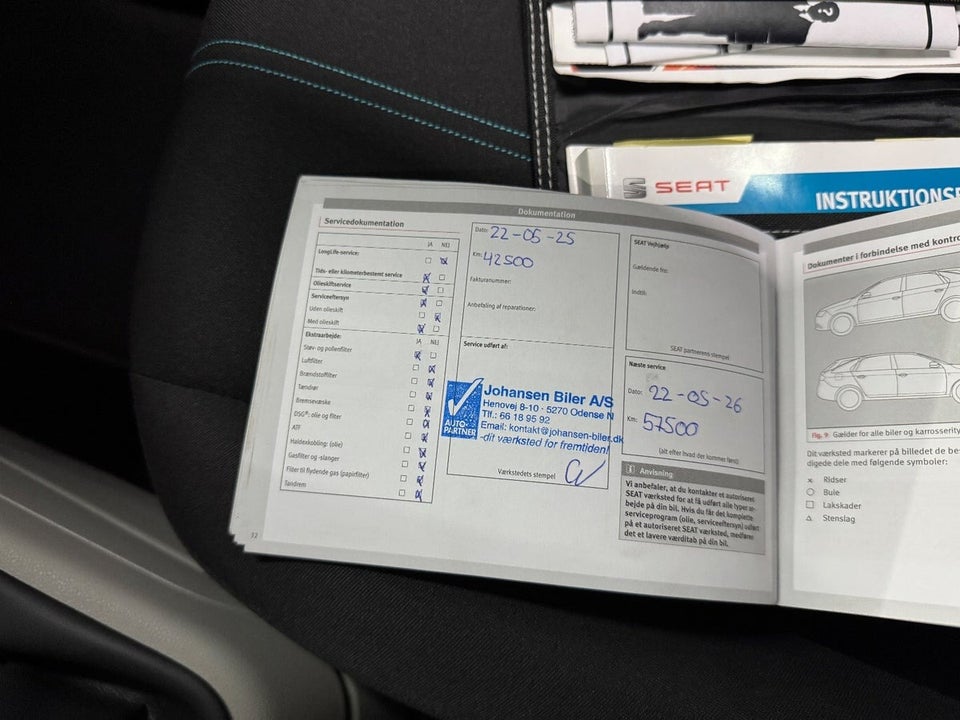 SEAT
INSTRUKTIONSB
Dokumentation
Servicedokumentation
JA NEJ
LongLife-service:
Tids- eller kilometerbestemt service
Olieskiftservice
Serviceeftersyn
Uden olieskift
Med olieskift
Ekstraarbejde: JA NEJ
Støv- og pollenfilter
Luftfilter
Brændstoffilter
Tændrør
Bremsevæske
DSG®: olie og filter
ATF
Haldexkobling: (olie)
Gasfilter og -slanger
Filter til flydende gas (papirfilter)
Tandrem
32
Dato: 22-05-25
Km: 42500
Fakturanummer:
Anbefaling af reparationer:
Service udført af:
AUTO-
PARTNER
Johansen Biler A/S
Henovej 8-10 · 5270 Odense N
Tlf.: 66 18 95 92
Email: kontakt@johansen-biler.dk
-dit værksted for fremtiden!
Værkstedets stempel
SEAT Vejhjælp
Gældende fra:
Indtil:
SEAT partnerens stempel
Næste service
Dato: 22-05-26
Km: 57500
(alt efter hvad der kommer først)
i Anvisning
Vi anbefaler, at du kontakter et autoriseret
SEAT værksted for at få udført alle typer ar-
bejde på din bil. Hvis du får det komplette
serviceprogram (olie, serviceeftersyn) udført
på et autoriseret SEAT værksted, medfører
det et lavere værditab på din bil.
Dokumenter i forbindelse med kontro
Fig. 9 Gælder for alle biler og karrosserity
Dit værksted markerer på billedet de bes
digede dele med følgende symboler:
× Ridser
○ Bule
□ Lakskader
△ Stenslag